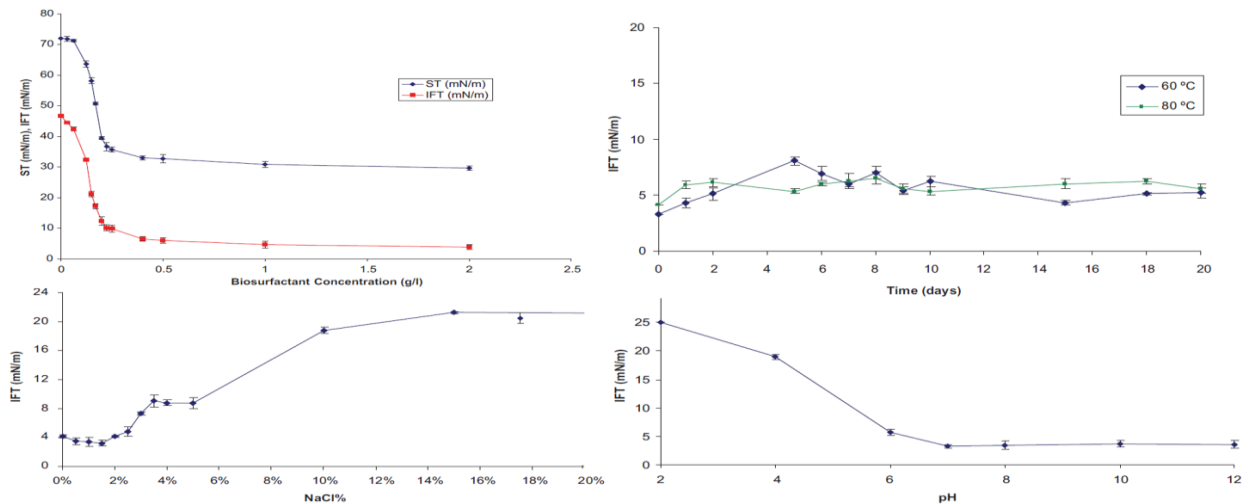 80
70
60
50
40
30
20
10
0
ST (mN/m), IFT (mN/m)
ST (mN/m)
IFT (mN/m)
0 0.5 1 1.5 2 2.5
Biosurfactant Concentration (g/l)
20
15
10
5
0
IFT (mN/m)
60 ºC
80 ºC
0 2 4 6 8 10 12 14 16 18 20
Time (days)
24
20
16
12
8
4
0
IFT (mN/m)
0% 2% 4% 6% 8% 10% 12% 14% 16% 18% 20%
NaCl%
25
20
15
10
5
0
IFT (mN/m)
2 4 6 8 10 12
pH